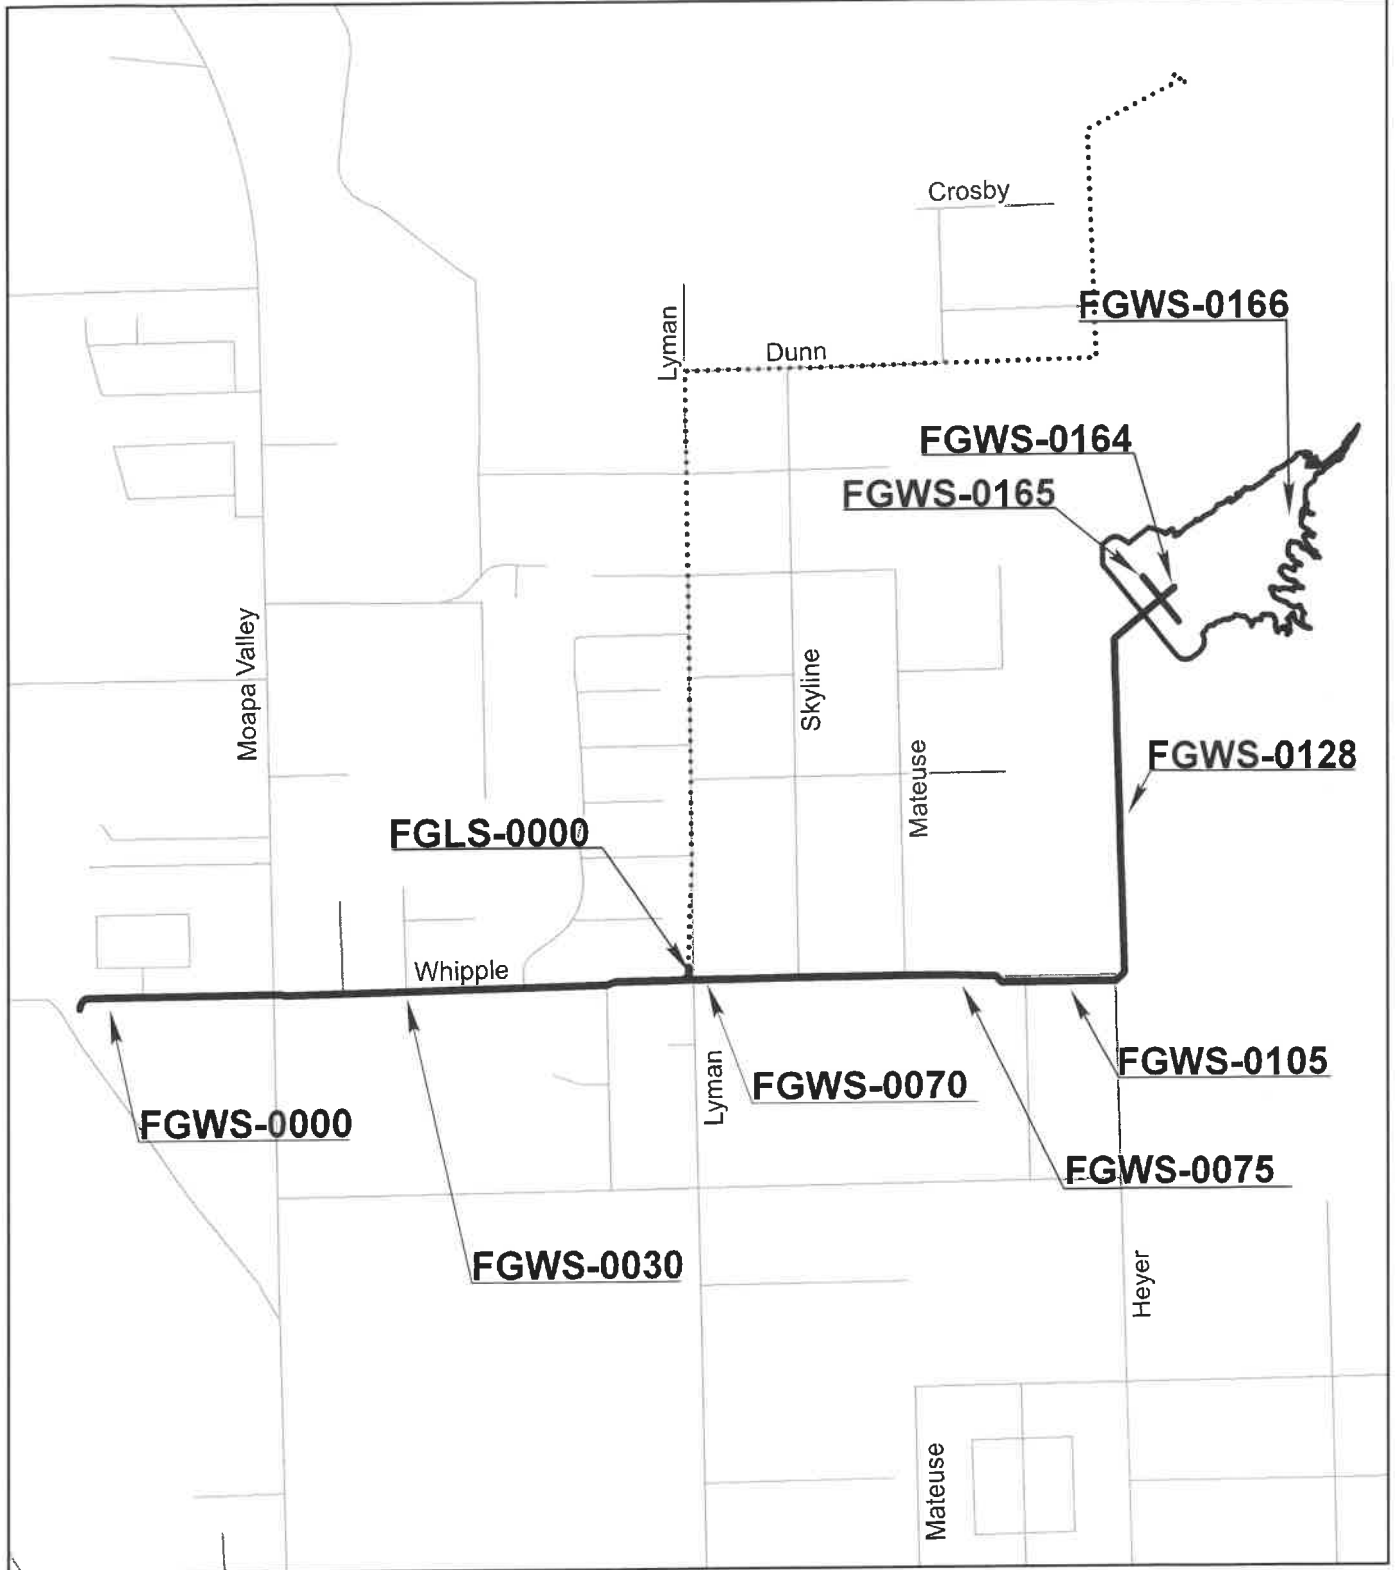 Crosby
FGWS-0166
Lyman
Dunn
FGWS-0164
FGWS-0165
Moapa Valley
Skyline
Mateuse
FGWS-0128
FGLS-0000
Whipple
FGWS-0105
Lyman
FGWS-0070
FGWS-0000
FGWS-0075
FGWS-0030
Heyer
Mateuse